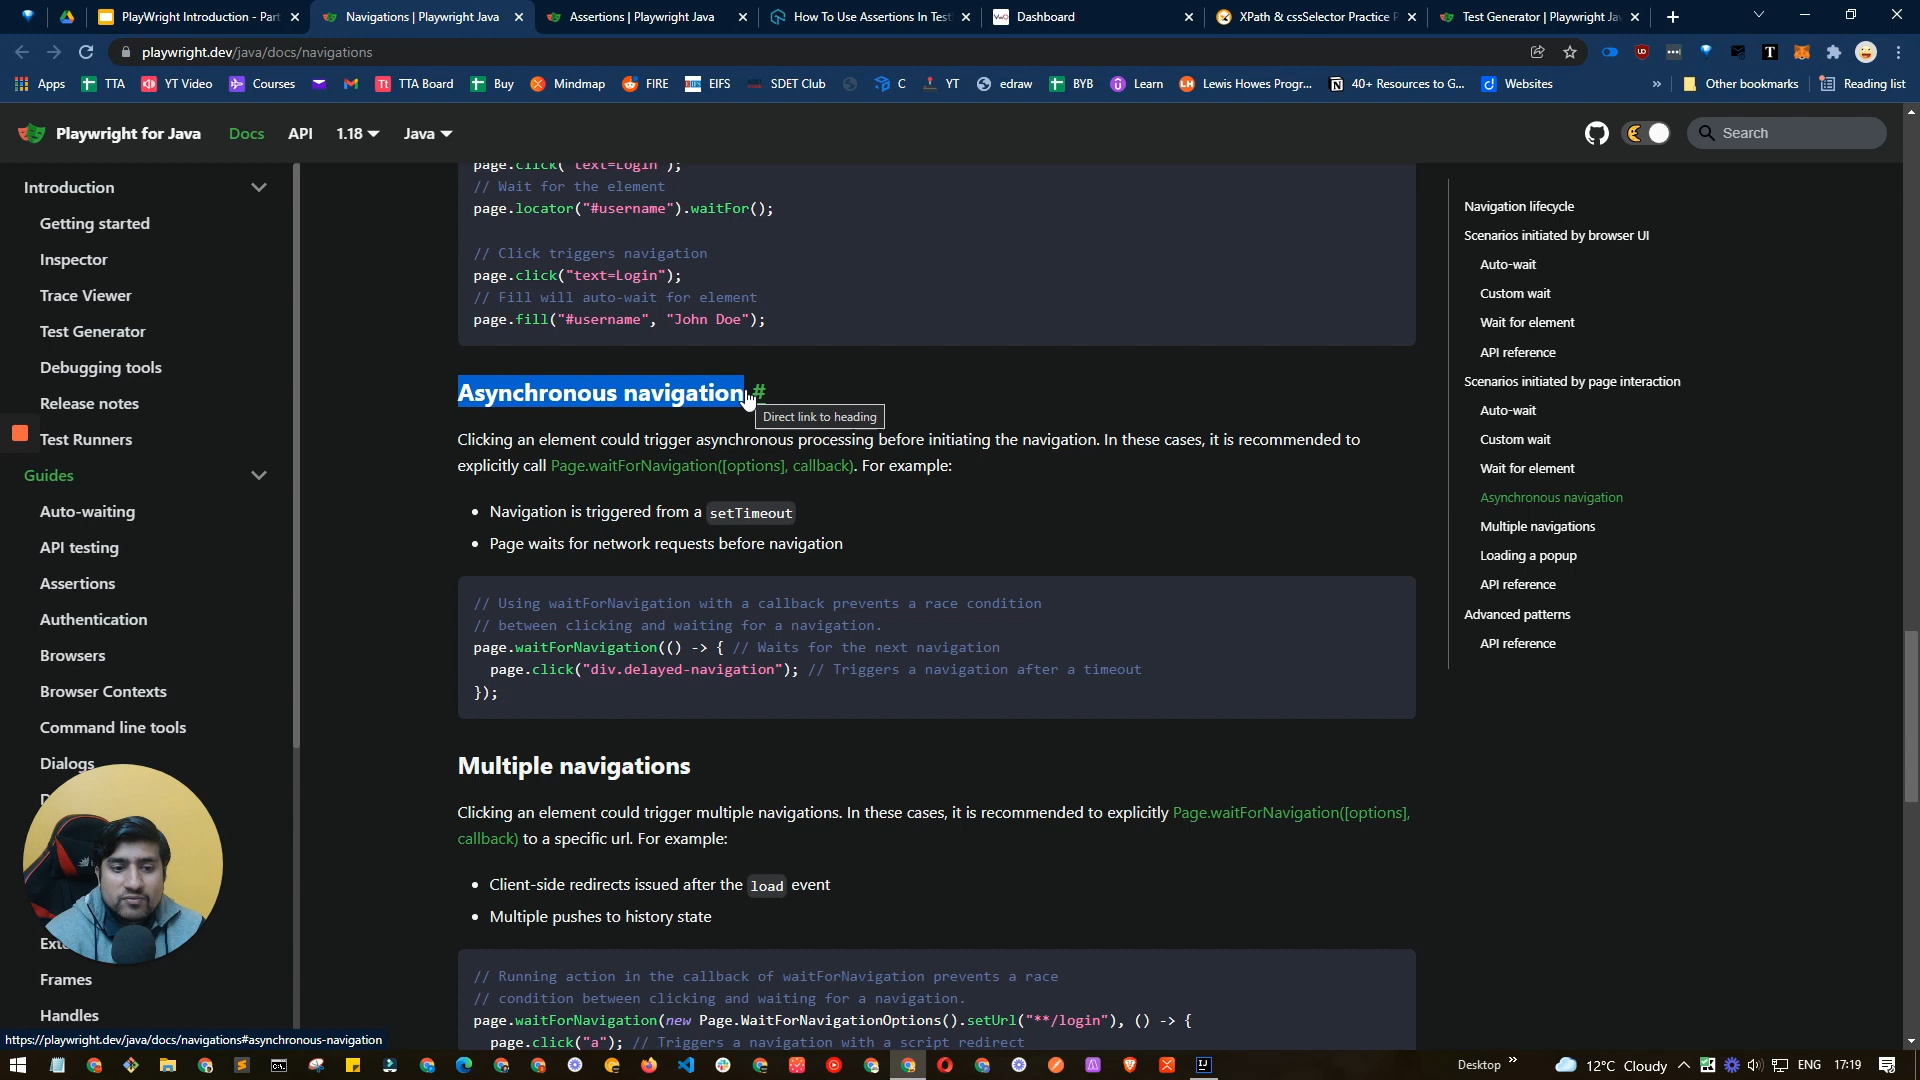 PlayWright Introduction - Part
Navigations | Playwright Java
Assertions | Playwright Java
How To Use Assertions In Test
Dashboard
XPath & cssSelector Practice P
Test Generator | Playwright Ja
playwright.dev/java/docs/navigations
Apps
TTA
YT Video
Courses
TTA Board
Buy
Mindmap
FIRE
EIFS
SDET Club
C
YT
edraw
BYB
Learn
Lewis Howes Progr...
40+ Resources to G...
Websites
»
Other bookmarks
Reading list
Playwright for Java
Docs
API
1.18
Java
Search
Introduction
Getting started
Inspector
Trace Viewer
Test Generator
Debugging tools
Release notes
Test Runners
Guides
Auto-waiting
API testing
Assertions
Authentication
Browsers
Browser Contexts
Command line tools
Dialogs
Frames
Handles
page.click("text=Login");
// Wait for the element
page.locator("#username").waitFor();
// Click triggers navigation
page.click("text=Login");
// Fill will auto-wait for element
page.fill("#username", "John Doe");
Asynchronous navigation #
Direct link to heading
Clicking an element could trigger asynchronous processing before initiating the navigation. In these cases, it is recommended to
explicitly call Page.waitForNavigation([options], callback). For example:
• Navigation is triggered from a setTimeout
• Page waits for network requests before navigation
// Using waitForNavigation with a callback prevents a race condition
// between clicking and waiting for a navigation.
page.waitForNavigation(() -> { // Waits for the next navigation
page.click("div.delayed-navigation"); // Triggers a navigation after a timeout
});
Multiple navigations
Clicking an element could trigger multiple navigations. In these cases, it is recommended to explicitly Page.waitForNavigation([options],
callback) to a specific url. For example:
• Client-side redirects issued after the load event
• Multiple pushes to history state
// Running action in the callback of waitForNavigation prevents a race
// condition between clicking and waiting for a navigation.
page.waitForNavigation(new Page.WaitForNavigationOptions().setUrl("**/login"), () -> {
page.click("a"); // Triggers a navigation with a script redirect
Navigation lifecycle
Scenarios initiated by browser UI
Auto-wait
Custom wait
Wait for element
API reference
Scenarios initiated by page interaction
Auto-wait
Custom wait
Wait for element
Asynchronous navigation
Multiple navigations
Loading a popup
API reference
Advanced patterns
API reference
https://playwright.dev/java/docs/navigations#asynchronous-navigation
Desktop »
12°C Cloudy
ENG
17:19